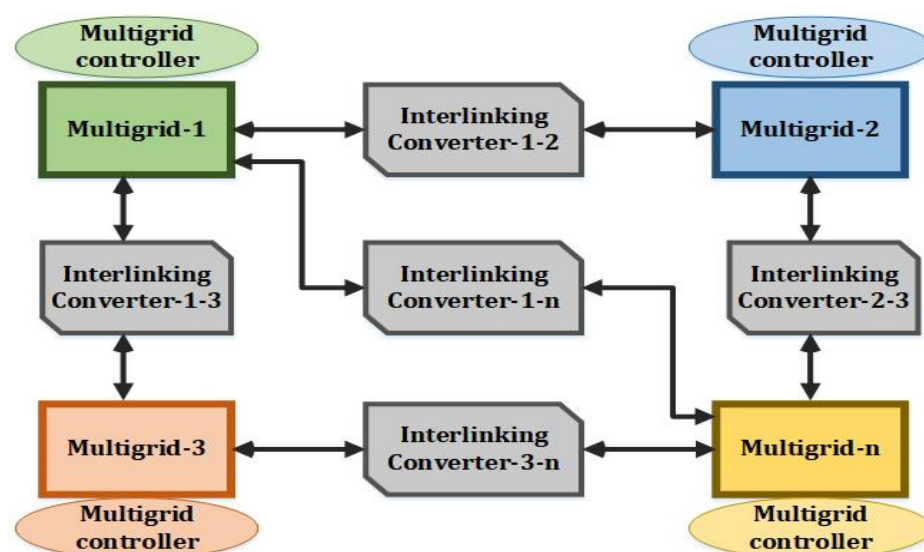 Multigrid
controller
Multigrid
controller
Multigrid-1
Interlinking
Converter-1-2
Multigrid-2
Interlinking
Converter-1-3
Interlinking
Converter-1-n
Interlinking
Converter-2-3
Multigrid-3
Interlinking
Converter-3-n
Multigrid-n
Multigrid
controller
Multigrid
controller